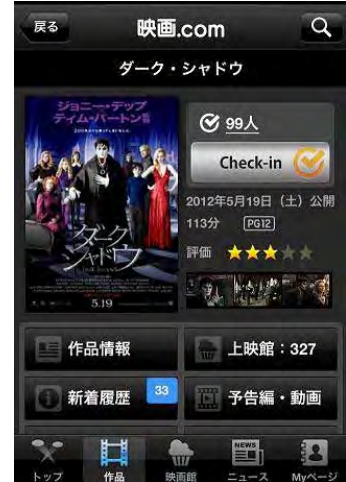 戻る
映画.com
ダーク・シャドウ
ジョニー・デップ
ティム・バートン
ダーク
シャドウ
5.19
99人
Check-in
2012年5月19日（土）公開
113分 PG12
評価 ★★★★★
作品情報
上映館：327
新着履歴 33
予告編・動画
トップ
作品
映画館
NEWS
ニュース
Myページ